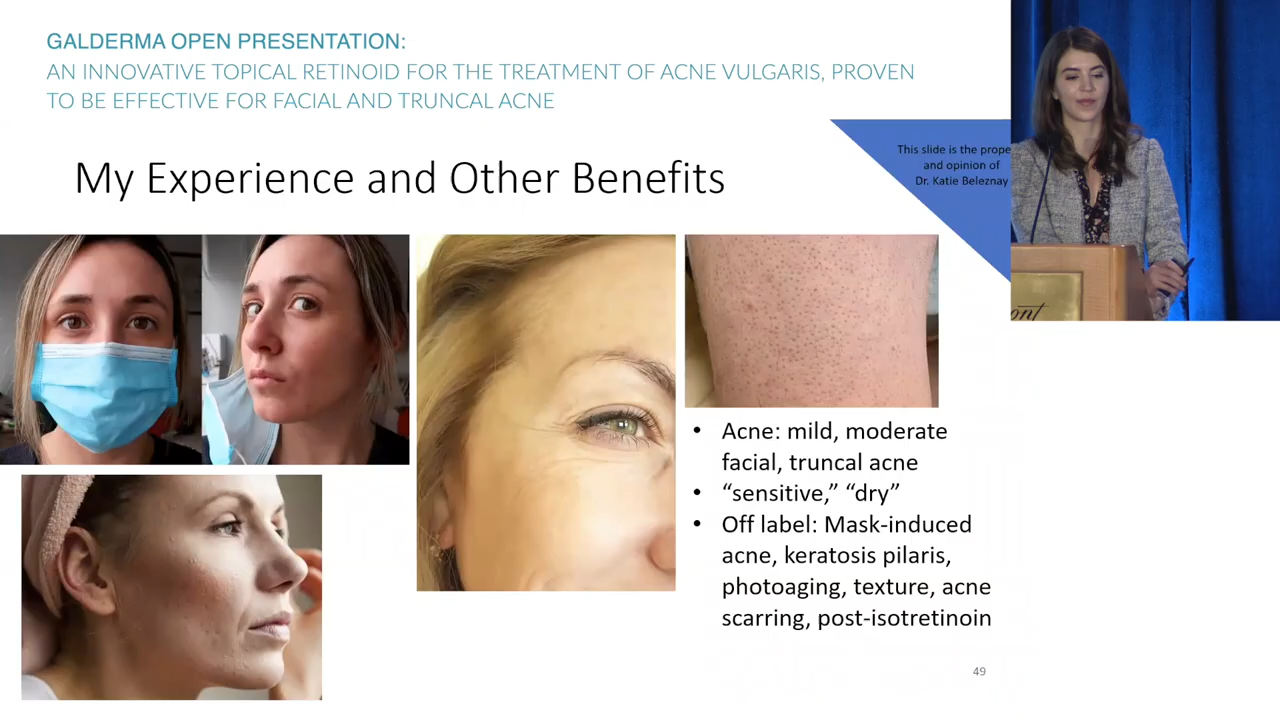 GALDERMA OPEN PRESENTATION:
AN INNOVATIVE TOPICAL RETINOID FOR THE TREATMENT OF ACNE VULGARIS, PROVEN
TO BE EFFECTIVE FOR FACIAL AND TRUNCAL ACNE
This slide is the prope
and opinion of
Dr. Katie Beleznay
My Experience and Other Benefits
ont
• Acne: mild, moderate
facial, truncal acne
• “sensitive,” “dry”
• Off label: Mask-induced
acne, keratosis pilaris,
photoaging, texture, acne
scarring, post-isotretinoin
49